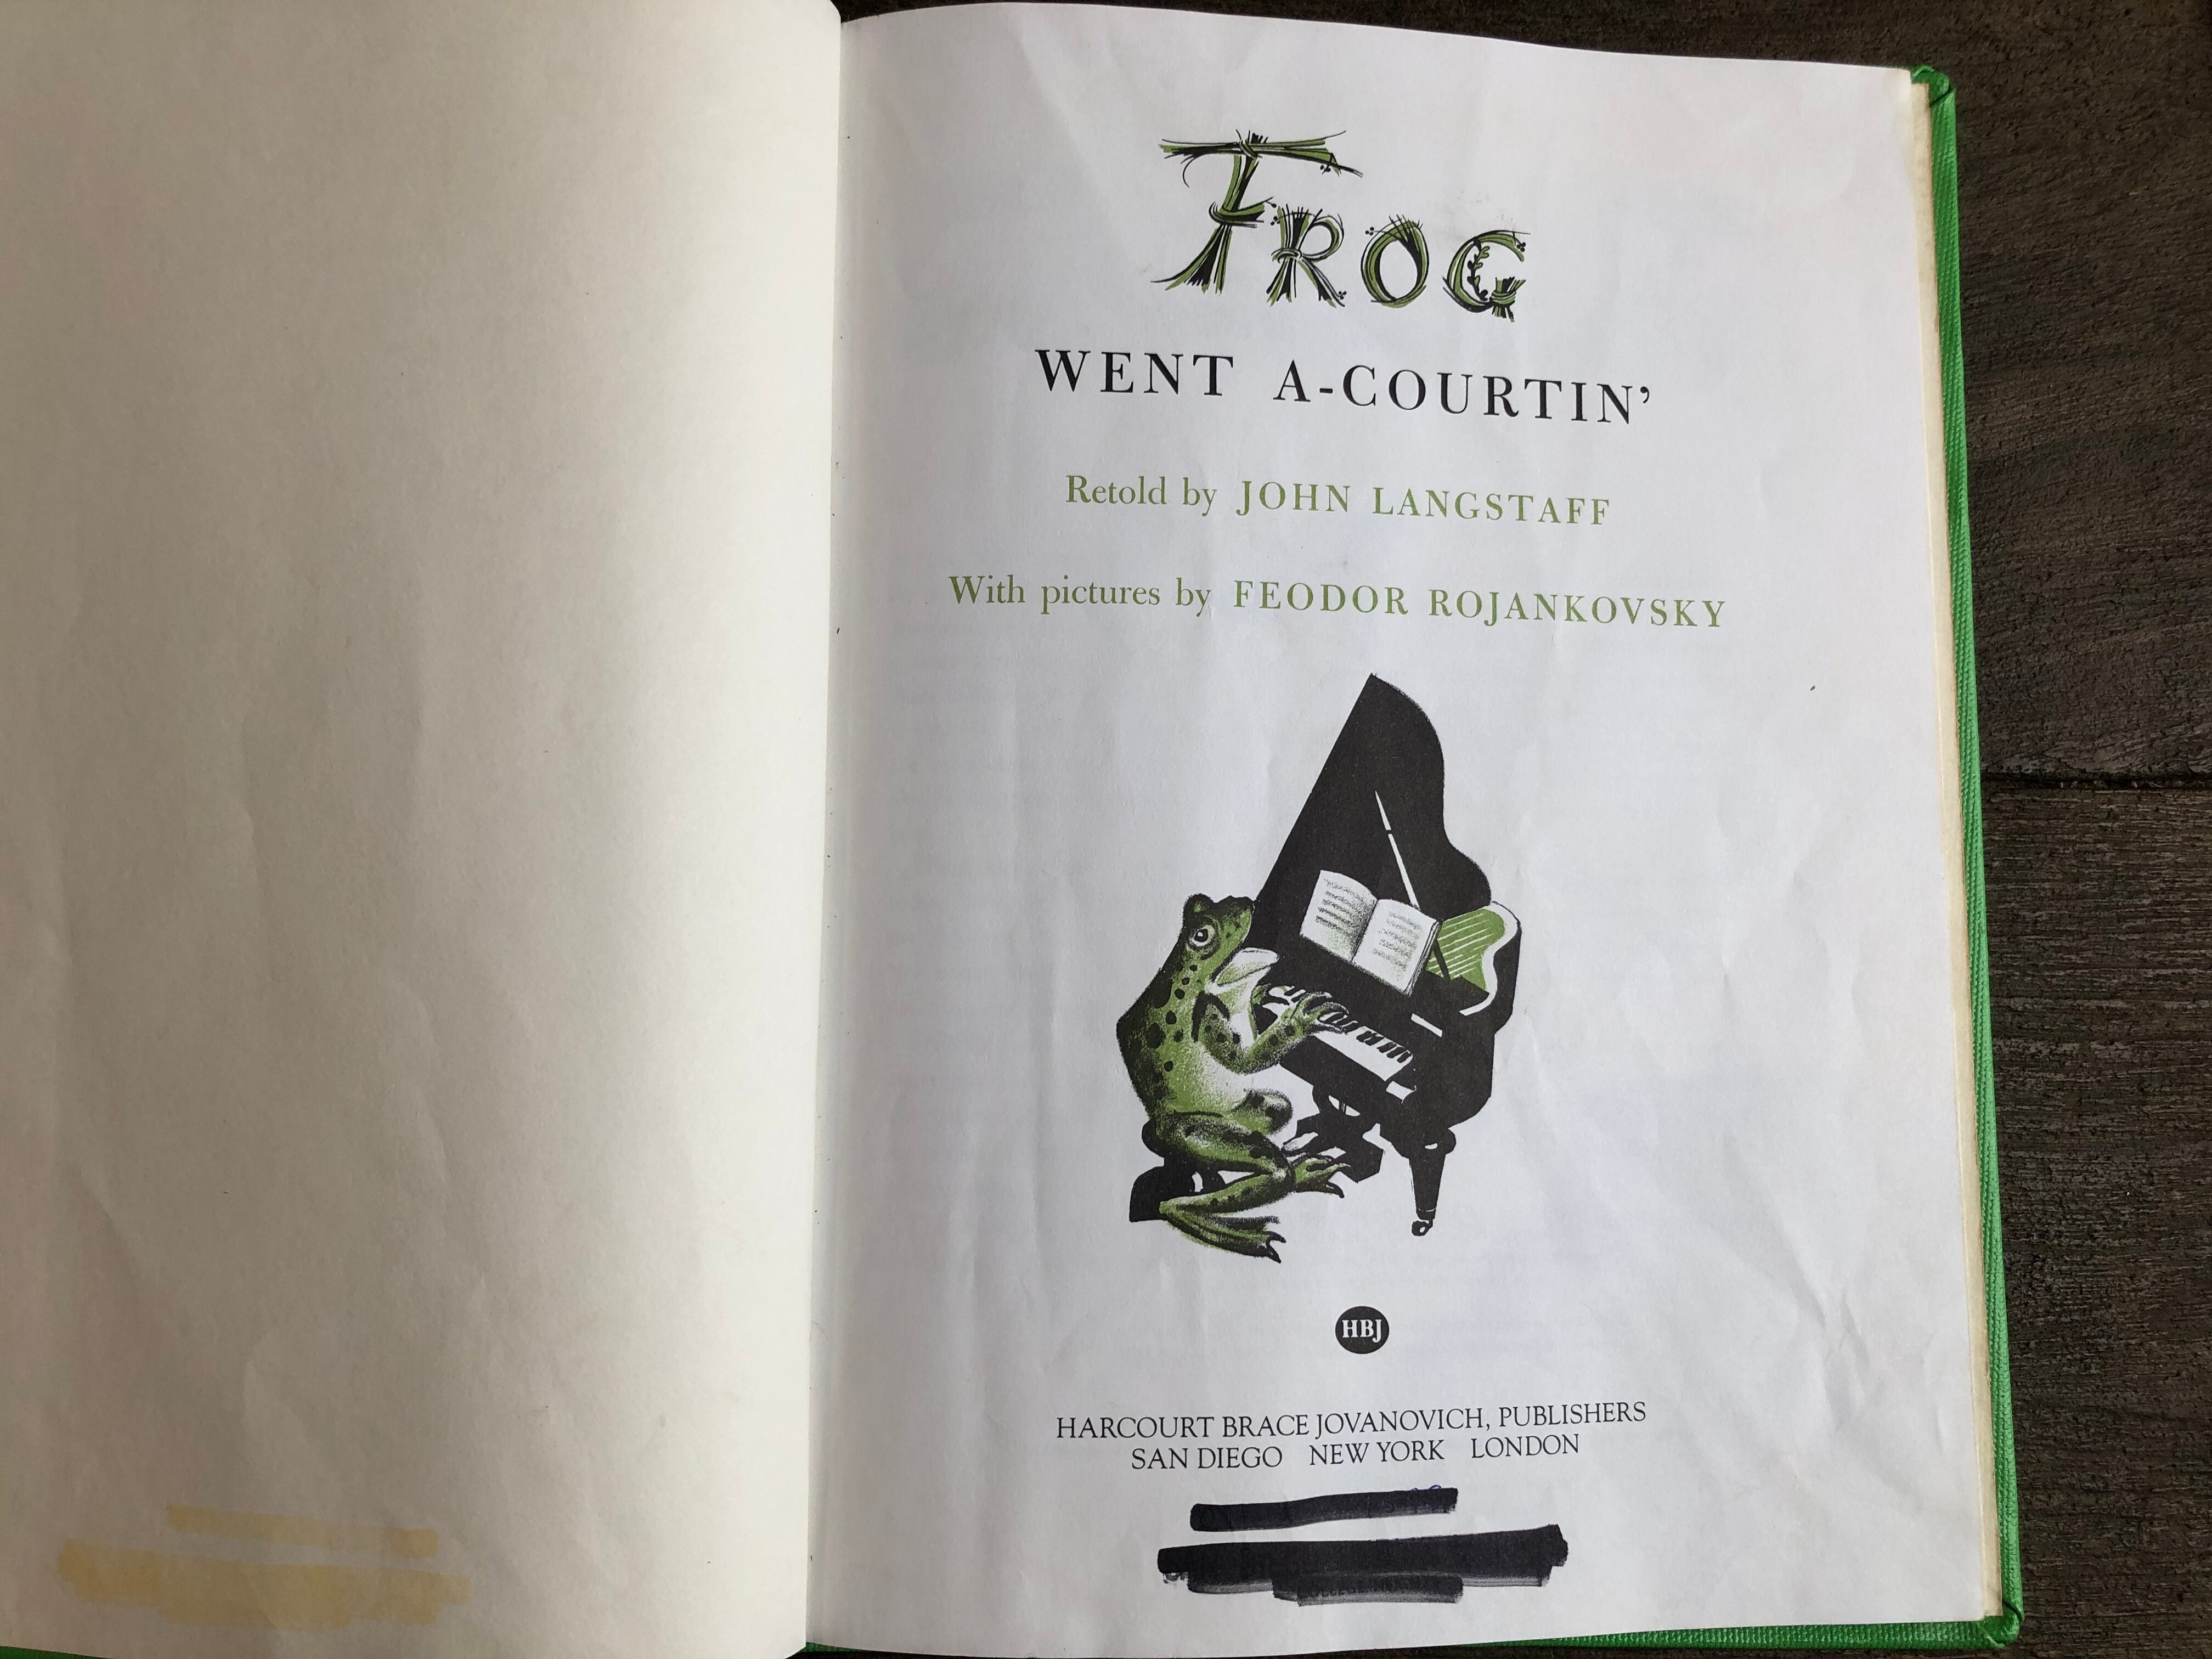 FROG
WENT A-COURTIN'
Retold by JOHN LANGSTAFF
With pictures by FEODOR ROJANKOVSKY
HBJ
HARCOURT BRACE JOVANOVICH, PUBLISHERS
SAN DIEGO NEW YORK LONDON